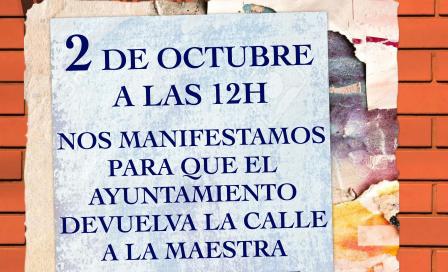 2 DE OCTUBRE
A LAS 12H
NOS MANIFESTAMOS
PARA QUE EL
AYUNTAMIENTO
DEVUELVA LA CALLE
A LA MAESTRA